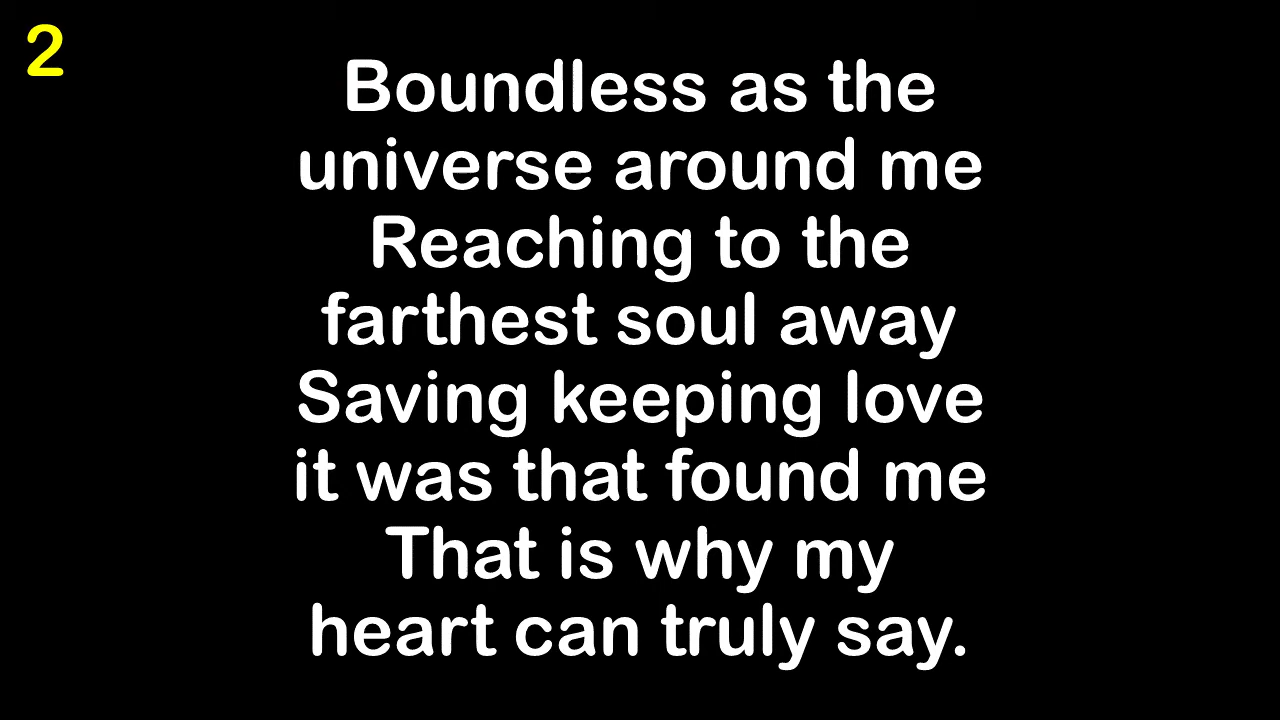 2
Boundless as the
universe around me
Reaching to the
farthest soul away
Saving keeping love
it was that found me
That is why my
heart can truly say.